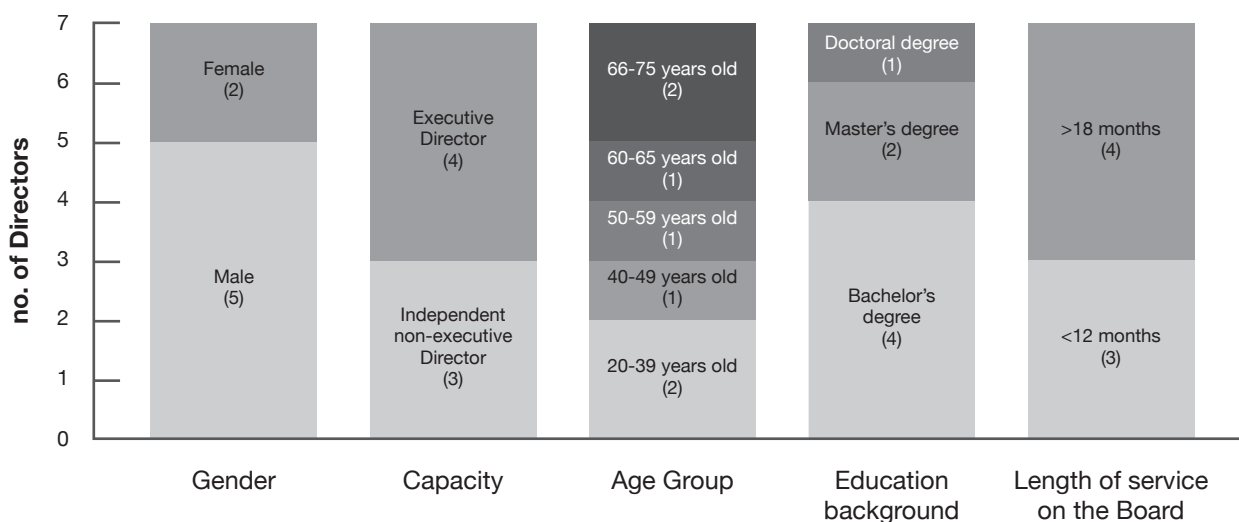 no. of Directors
7
6
5
4
3
2
1
0
Female
(2)
Male
(5)
Executive
Director
(4)
Independent
non-executive
Director
(3)
66-75 years old
(2)
60-65 years old
(1)
50-59 years old
(1)
40-49 years old
(1)
20-39 years old
(2)
Doctoral degree
(1)
Master's degree
(2)
Bachelor's
degree
(4)
>18 months
(4)
<12 months
(3)
Gender
Capacity
Age Group
Education
background
Length of service
on the Board